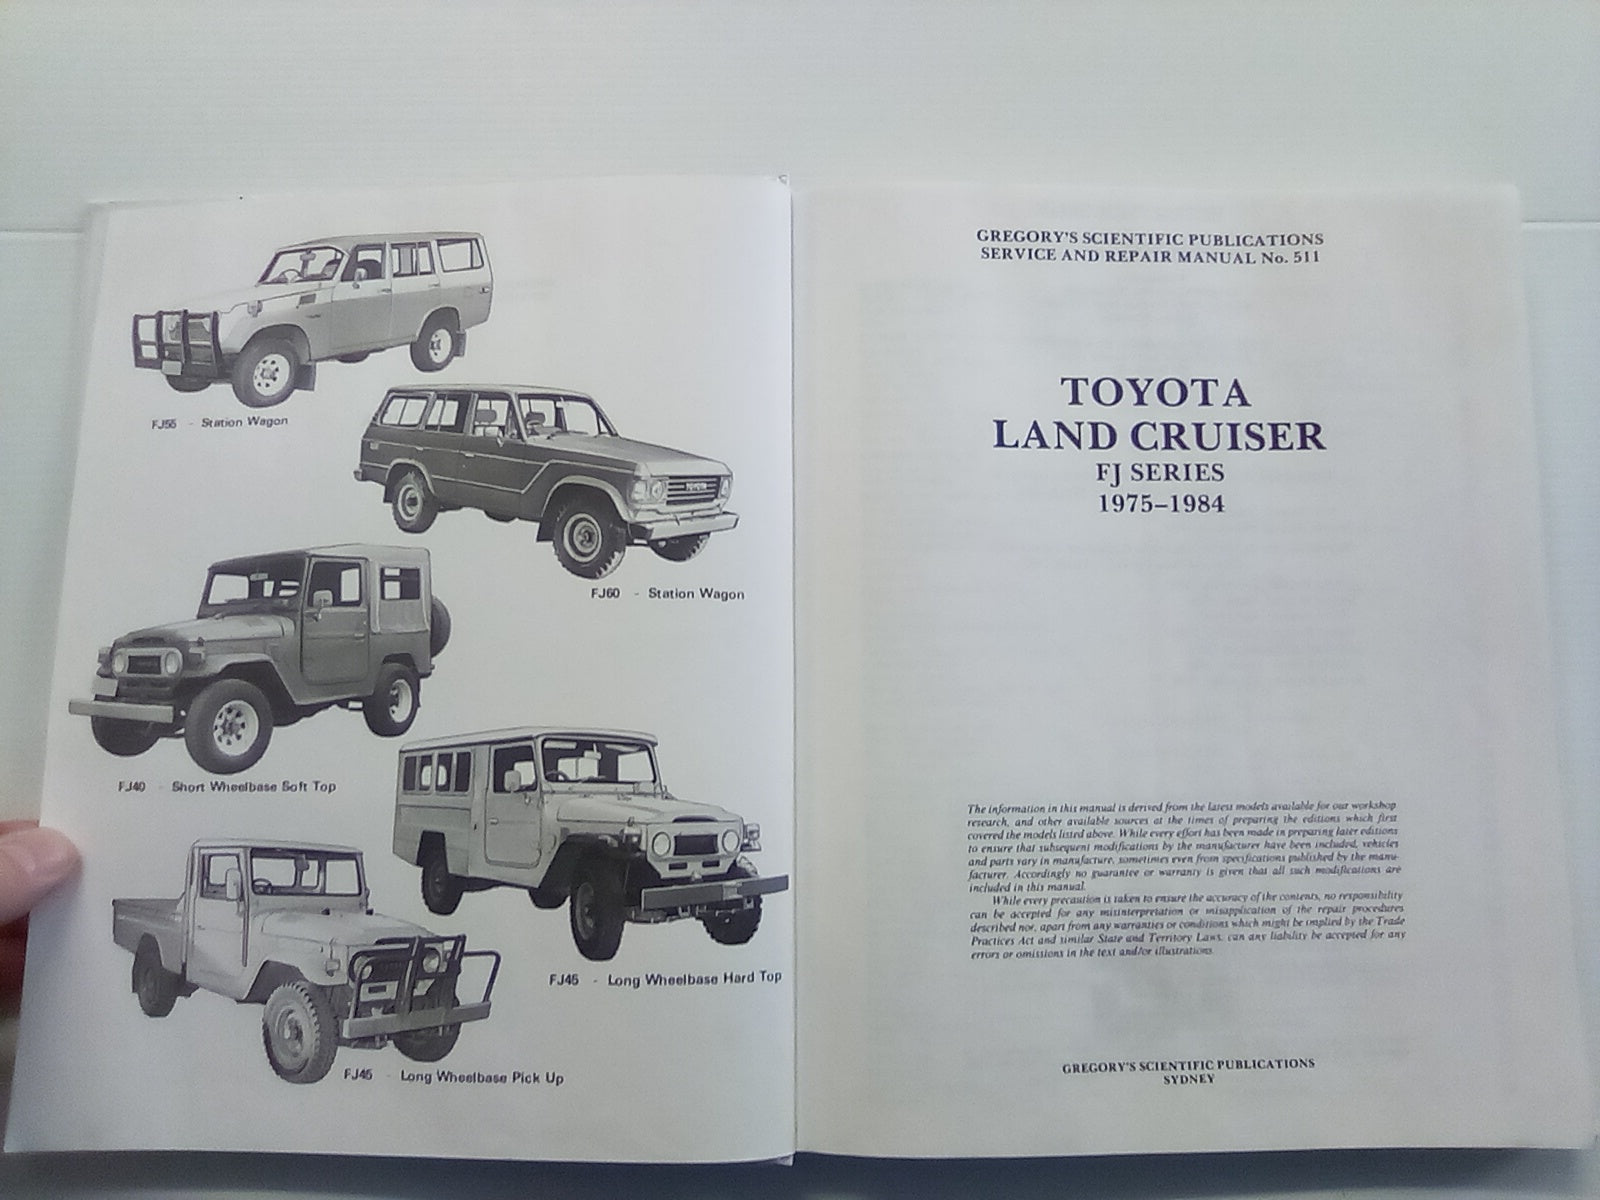 FJ55 - Station Wagon
TOYOTA
FJ60 - Station Wagon
FJ40 - Short Wheelbase Soft Top
FJ45 - Long Wheelbase Hard Top
FJ45 - Long Wheelbase Pick Up
GREGORY'S SCIENTIFIC PUBLICATIONS
SERVICE AND REPAIR MANUAL No. 511
TOYOTA
LAND CRUISER
FJ SERIES
1975–1984
The information in this manual is derived from the latest models available for our workshop
research, and other available sources at the times of preparing the editions which first
covered the models listed above. While every effort has been made in preparing later editions
to ensure that subsequent modifications by the manufacturer have been included, vehicles
and parts vary in manufacture, sometimes even from specifications published by the manu-
facturer. Accordingly no guarantee or warranty is given that all such modifications are
included in this manual.
While every precaution is taken to ensure the accuracy of the contents, no responsibility
can be accepted for any misinterpretation or misapplication of the repair procedures
described nor, apart from any warranties or conditions which might be implied by the Trade
Practices Act and similar State and Territory Laws, can any liability be accepted for any
errors or omissions in the text and/or illustrations.
GREGORY'S SCIENTIFIC PUBLICATIONS
SYDNEY